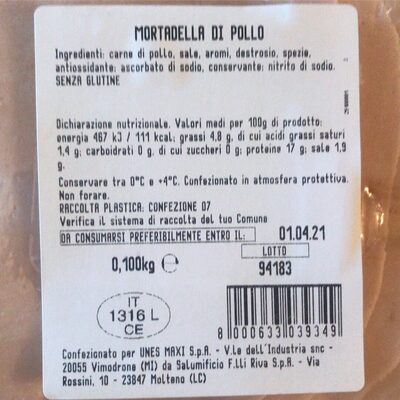 MORTADELLA DI POLLO
Ingredienti: carne di pollo, sale, aromi, destrosio, spezie,
antiossidante: ascorbato di sodio, conservante: nitrito di sodio.
SENZA GLUTINE
Dichiarazione nutrizionale. Valori medi per 100g di prodotto:
energia 467 kJ / 111 kcal; grassi 4,8 g, di cui acidi grassi saturi
1,4 g; carboidrati 0 g, di cui zuccheri 0 g; proteine 17 g; sale 1,9
g.
Conservare tra 0°C e +4°C. Confezionato in atmosfera protettiva.
Non forare.
RACCOLTA PLASTICA: CONFEZIONE 07
Verifica il sistema di raccolta del tuo Comune
DA CONSUMARSI PREFERIBILMENTE ENTRO IL: 01.04.21
0,100kg e LOTTO
94183
IT
1316 L
CE
8 000633 039349
Confezionato per UNES MAXI S.p.A. - V.le dell'Industria snc -
20055 Vimodrone (MI) da Salumificio F.lli Riva S.p.A. - Via
Rossini, 10 - 23847 Molteno (LC)